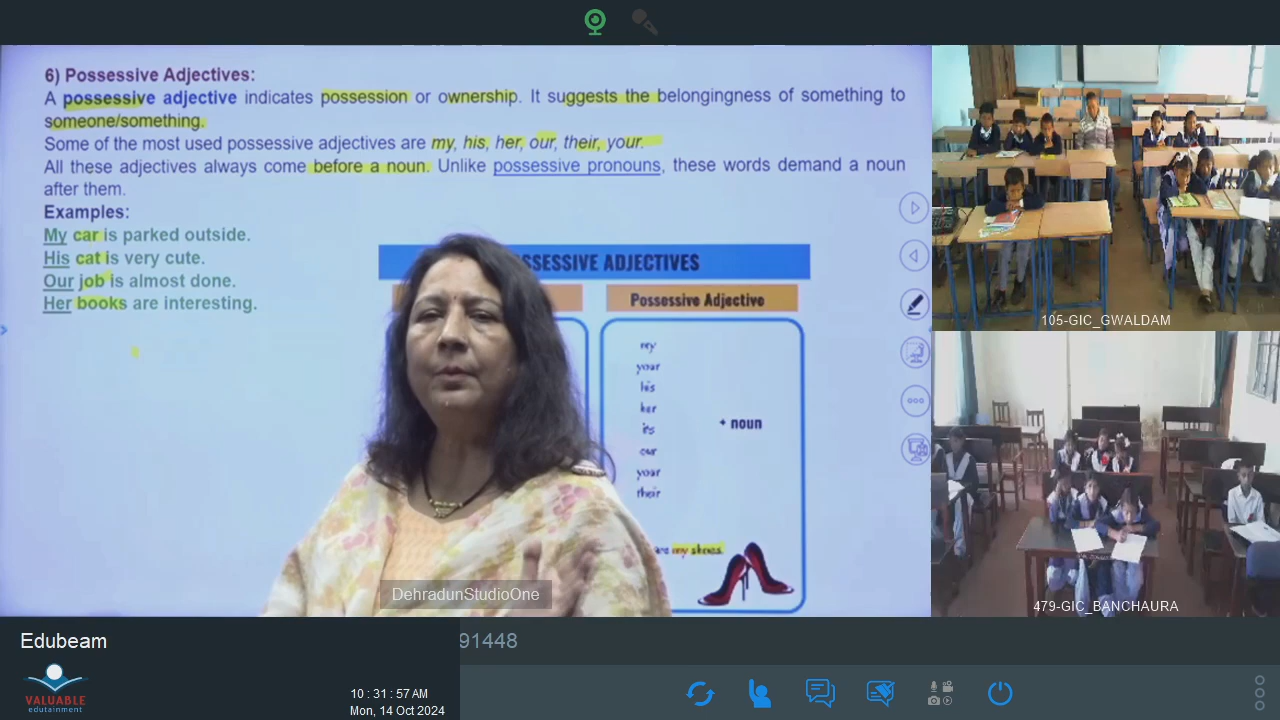 6) Possessive Adjectives:
A possessive adjective indicates possession or ownership. It suggests the belongingness of something to
someone/something.
Some of the most used possessive adjectives are my, his, her, our, their, your.
All these adjectives always come before a noun. Unlike possessive pronouns, these words demand a noun
after them.
Examples:
My car is parked outside.
His cat is very cute.
Our job is almost done.
Her books are interesting.
ADJECTIVES
Possessive Adjective
my
your
his
her
its
our
your
their
+ noun
are my shoes.
DehradunStudioOne
105-GIC_GWALDAM
479-GIC_BANCHAURA
Edubeam
91448
VALUABLE
edutainment
10 : 31 : 57 AM
Mon, 14 Oct 2024